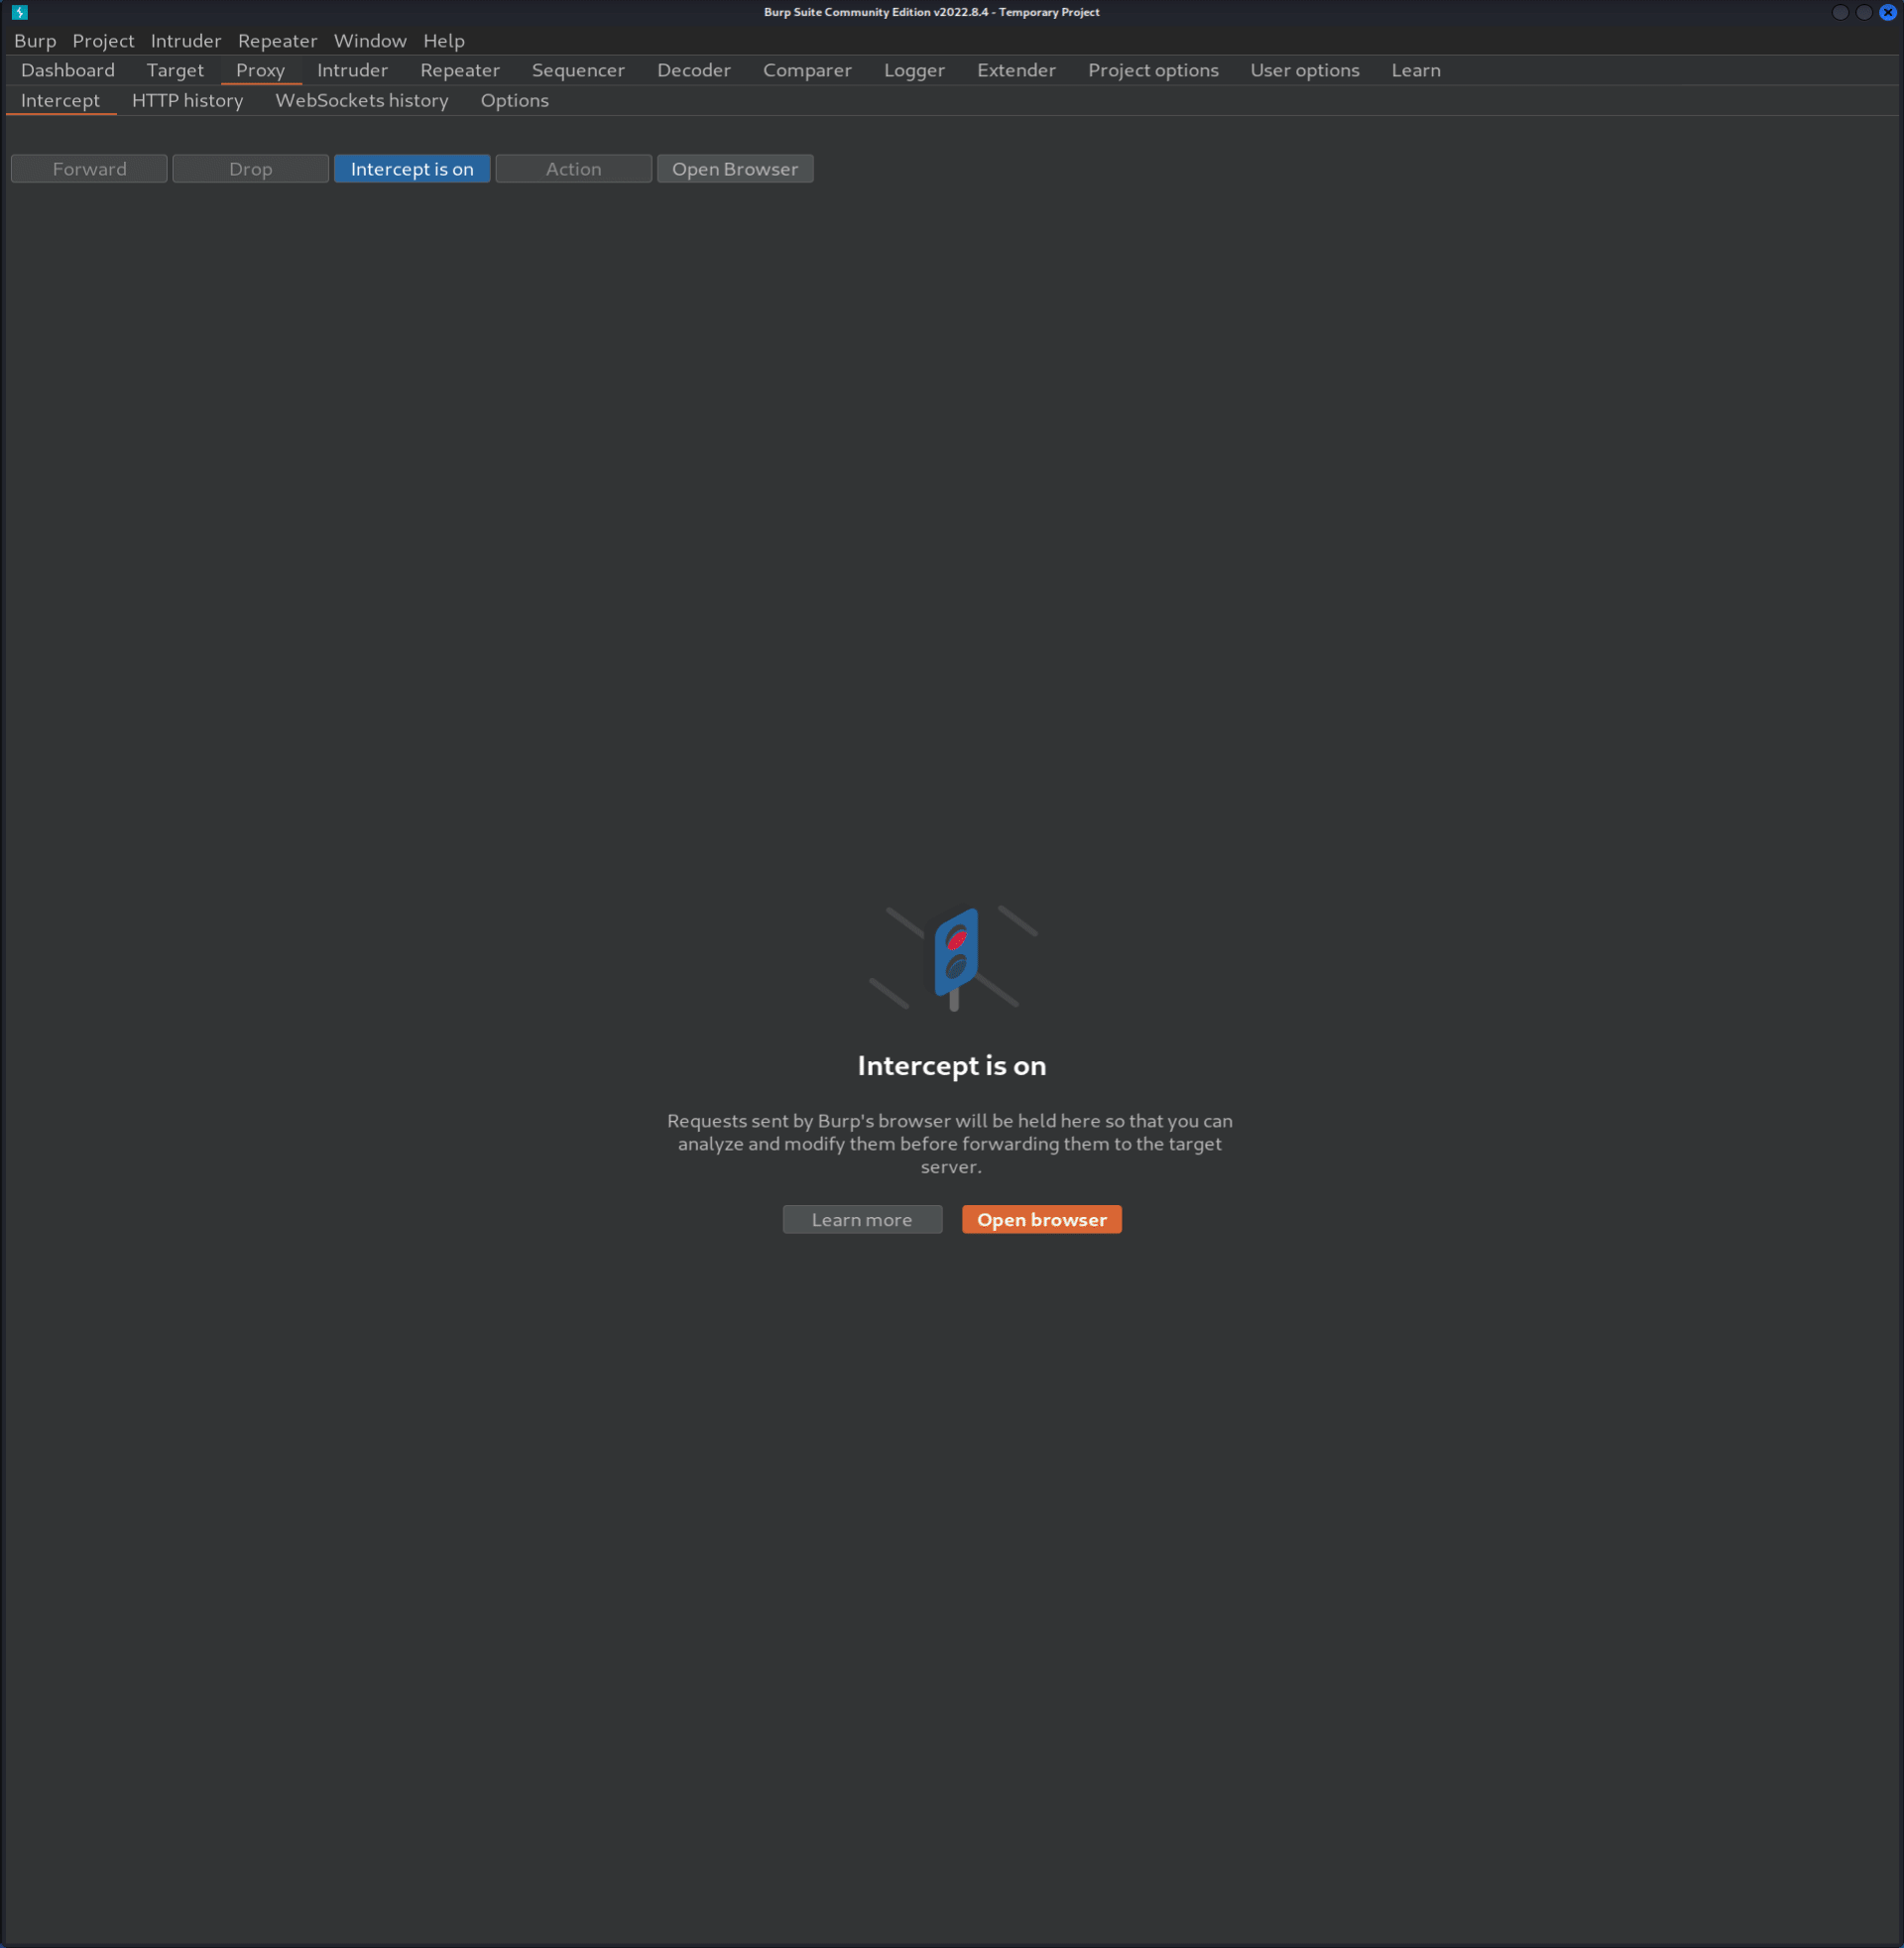 Burp Suite Community Edition v2022.8.4 - Temporary Project
Burp Project Intruder Repeater Window Help
Dashboard Target Proxy Intruder Repeater Sequencer Decoder Comparer Logger Extender Project options User options Learn
Intercept HTTP history WebSockets history Options
Forward Drop Intercept is on Action Open Browser
Intercept is on
Requests sent by Burp's browser will be held here so that you can
analyze and modify them before forwarding them to the target
server.
Learn more Open browser